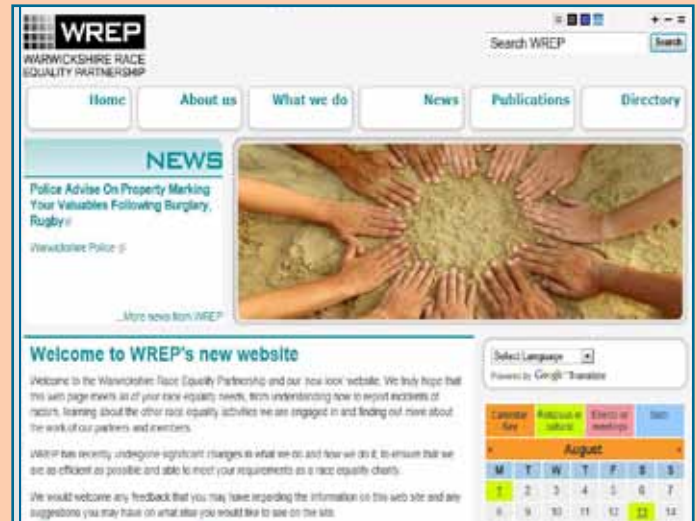 WREP
WARWICKSHIRE RACE
EQUALITY PARTNERSHIP
+ - =
Search WREP
Search
Home
About us
What we do
News
Publications
Directory
NEWS
Police Advise On Property Marking
Your Valuables Following Burglary,
Rugby
Warwickshire Police
...More news from WREP
Welcome to WREP's new website
Welcome to the Warwickshire Race Equality Partnership and our new look website. We truly hope that
this web page meets all of your race equality needs, from understanding how to report incidents of
racism, learning about the other race equality activities we are engaged in and finding out more about
the work of our partners and members.
WREP has recently undergone significant changes in what we do and how we do it, to ensure that we
are as efficient as possible and able to meet your requirements as a race equality charity.
We would welcome any feedback that you may have regarding the information on this web site and any
suggestions you may have on what else you would like to see on the site.
Select Language
Powered by Google Translate
Calendar
Key
Religious or
cultural
Events or
meetings
August
M T W T F S S
1 2 3 4 5 6 7
8 9 10 11 12 13 14